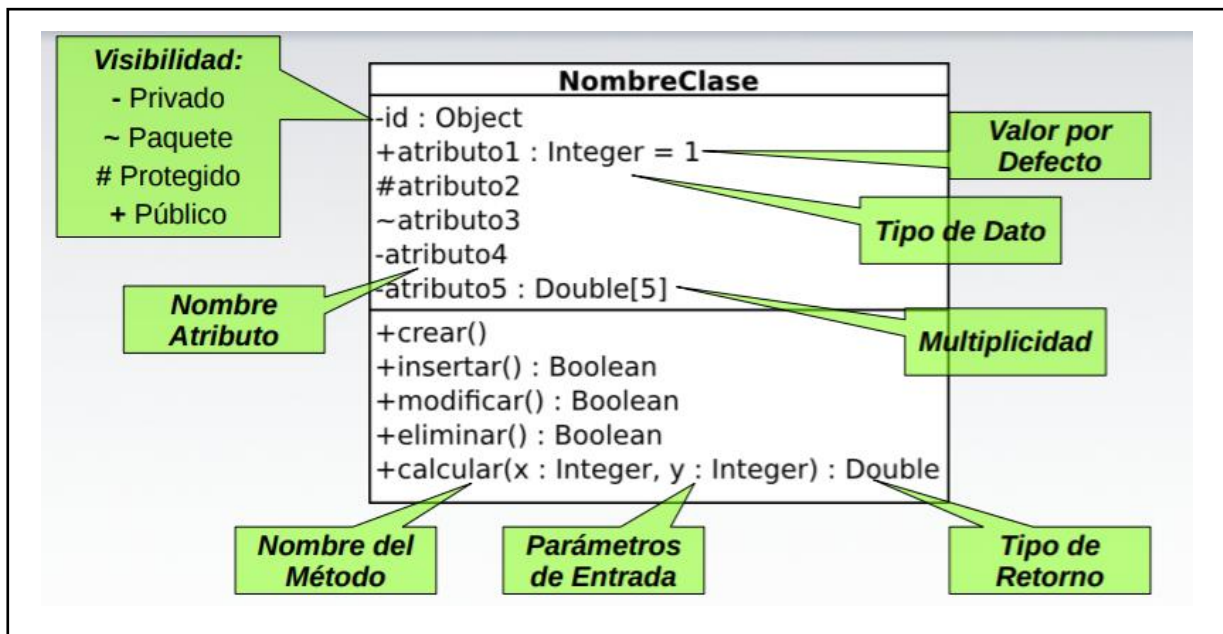 Visibilidad:
- Privado
~ Paquete
# Protegido
+ Público
NombreClase
-id : Object
+atributo1 : Integer = 1
#atributo2
~atributo3
-atributo4
-atributo5 : Double[5]
Valor por
Defecto
Tipo de Dato
Nombre
Atributo
Multiplicidad
+crear()
+insertar() : Boolean
+modificar() : Boolean
+eliminar() : Boolean
+calcular(x : Integer, y : Integer) : Double
Nombre del
Método
Parámetros
de Entrada
Tipo de
Retorno